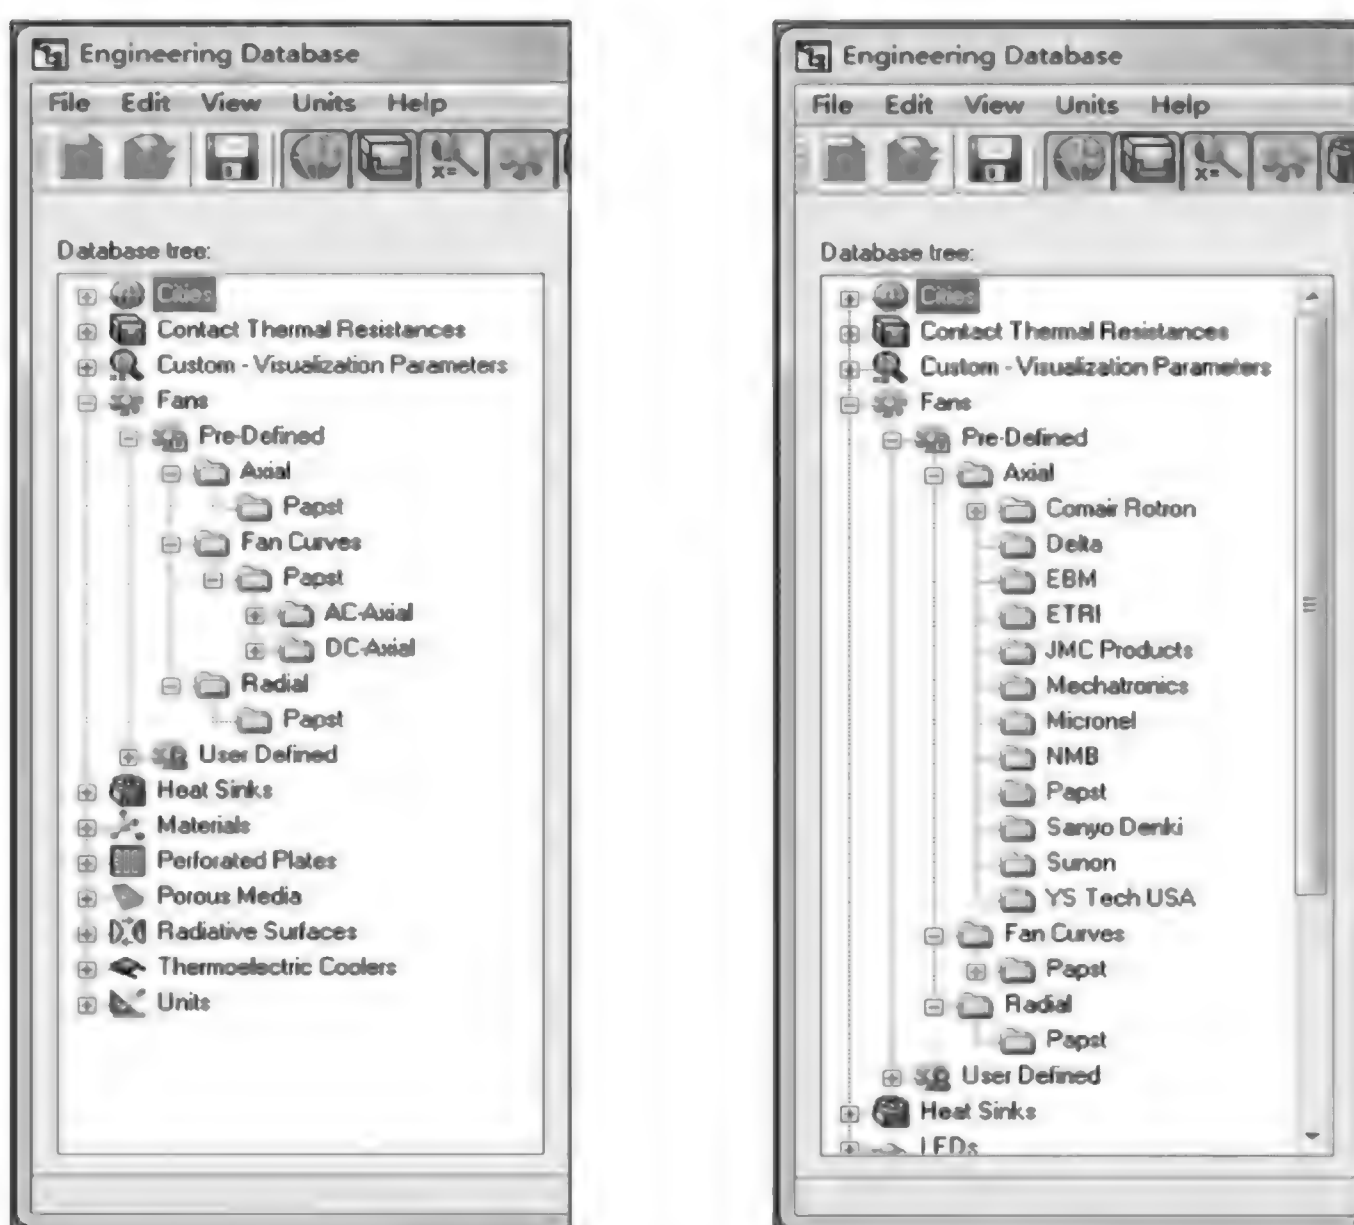 Engineering Database
File Edit View Units Help
Database tree:
Cities
Contact Thermal Resistances
Custom - Visualization Parameters
Fans
Pre-Defined
Axial
Papst
Fan Curves
Papst
AC-Axial
DC-Axial
Radial
Papst
User Defined
Heat Sinks
Materials
Perforated Plates
Porous Media
Radiative Surfaces
Thermoelectric Coolers
Units
Engineering Database
File Edit View Units Help
Database tree:
Cities
Contact Thermal Resistances
Custom - Visualization Parameters
Fans
Pre-Defined
Axial
Comair Rotron
Delta
EBM
ETRI
JMC Products
Mechatronics
Micronel
NMB
Papst
Sanyo Denki
Sunon
YS Tech USA
Fan Curves
Papst
Radial
Papst
User Defined
Heat Sinks
LEDs